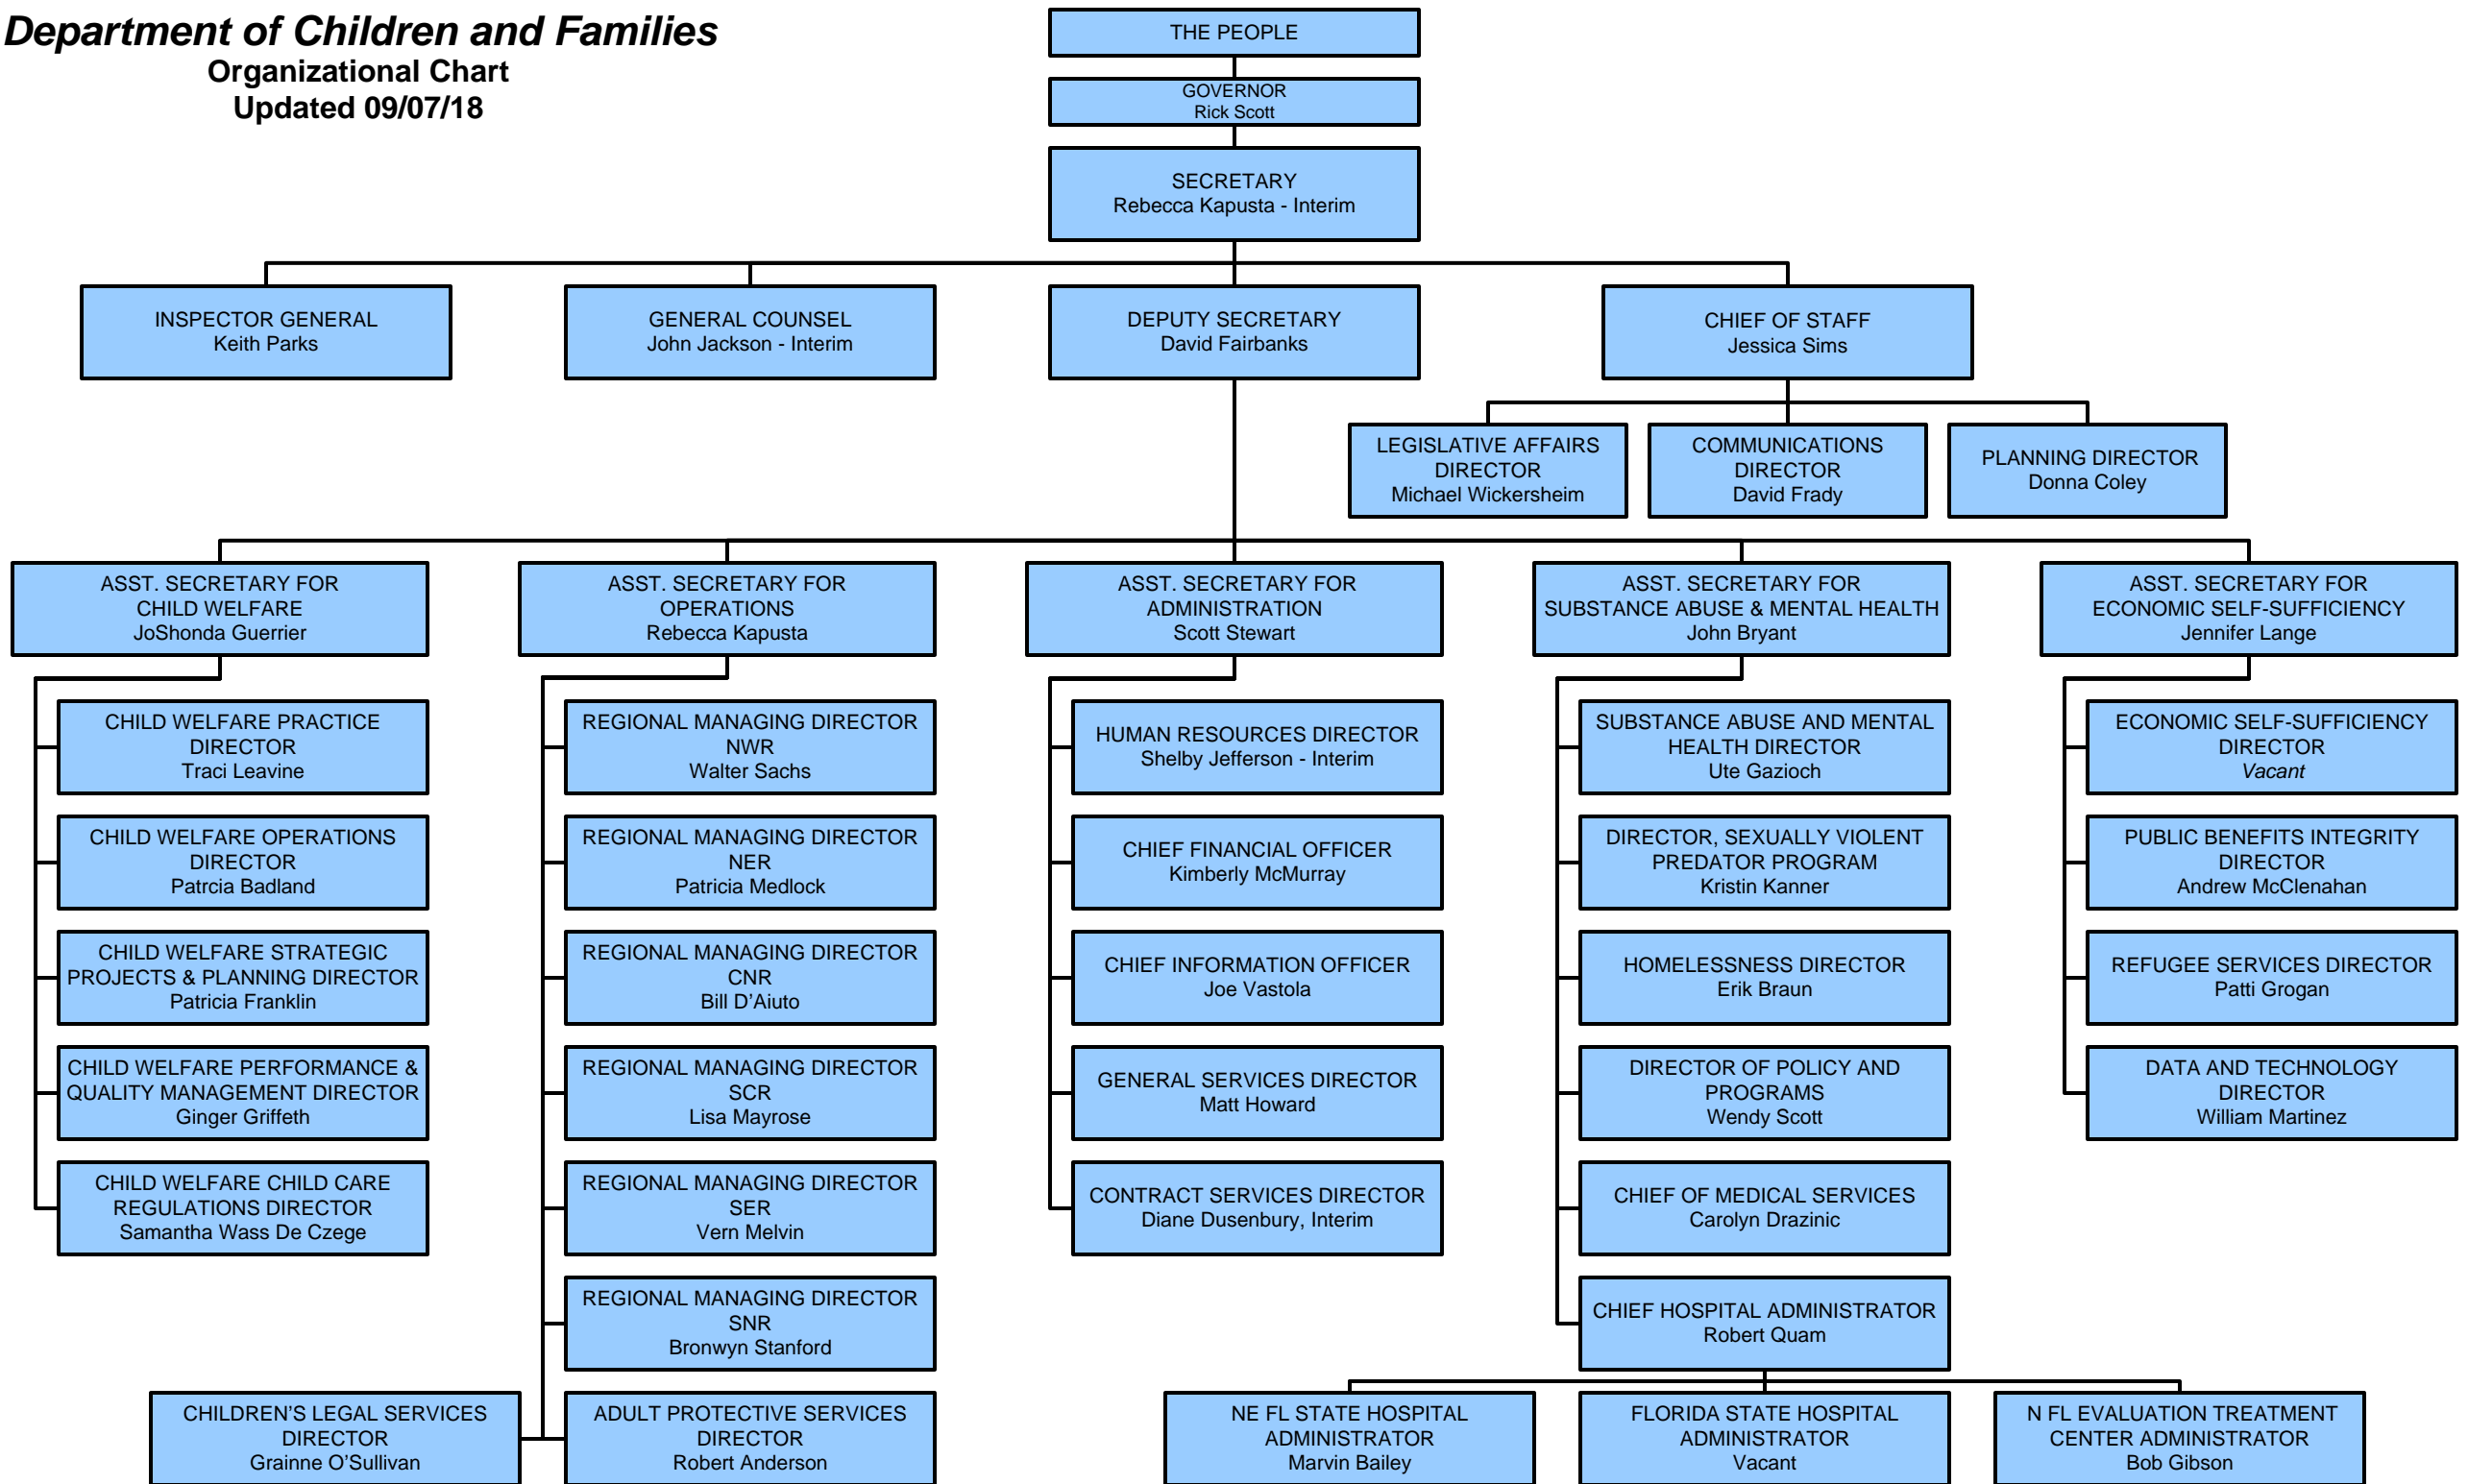 Department of Children and Families
Organizational Chart
Updated 09/07/18
THE PEOPLE
GOVERNOR
Rick Scott
SECRETARY
Rebecca Kapusta - Interim
INSPECTOR GENERAL
Keith Parks
GENERAL COUNSEL
John Jackson - Interim
DEPUTY SECRETARY
David Fairbanks
CHIEF OF STAFF
Jessica Sims
LEGISLATIVE AFFAIRS
DIRECTOR
Michael Wickersheim
COMMUNICATIONS
DIRECTOR
David Frady
PLANNING DIRECTOR
Donna Coley
ASST. SECRETARY FOR
CHILD WELFARE
JoShonda Guerrier
ASST. SECRETARY FOR
OPERATIONS
Rebecca Kapusta
ASST. SECRETARY FOR
ADMINISTRATION
Scott Stewart
ASST. SECRETARY FOR
SUBSTANCE ABUSE & MENTAL HEALTH
John Bryant
ASST. SECRETARY FOR
ECONOMIC SELF-SUFFICIENCY
Jennifer Lange
CHILD WELFARE PRACTICE
DIRECTOR
Traci Leavine
CHILD WELFARE OPERATIONS
DIRECTOR
Patrcia Badland
CHILD WELFARE STRATEGIC
PROJECTS & PLANNING DIRECTOR
Patricia Franklin
CHILD WELFARE PERFORMANCE &
QUALITY MANAGEMENT DIRECTOR
Ginger Griffeth
CHILD WELFARE CHILD CARE
REGULATIONS DIRECTOR
Samantha Wass De Czege
REGIONAL MANAGING DIRECTOR
NWR
Walter Sachs
REGIONAL MANAGING DIRECTOR
NER
Patricia Medlock
REGIONAL MANAGING DIRECTOR
CNR
Bill D’Aiuto
REGIONAL MANAGING DIRECTOR
SCR
Lisa Mayrose
REGIONAL MANAGING DIRECTOR
SER
Vern Melvin
REGIONAL MANAGING DIRECTOR
SNR
Bronwyn Stanford
CHILDREN’S LEGAL SERVICES
DIRECTOR
Grainne O’Sullivan
ADULT PROTECTIVE SERVICES
DIRECTOR
Robert Anderson
HUMAN RESOURCES DIRECTOR
Shelby Jefferson - Interim
CHIEF FINANCIAL OFFICER
Kimberly McMurray
CHIEF INFORMATION OFFICER
Joe Vastola
GENERAL SERVICES DIRECTOR
Matt Howard
CONTRACT SERVICES DIRECTOR
Diane Dusenbury, Interim
SUBSTANCE ABUSE AND MENTAL
HEALTH DIRECTOR
Ute Gazioch
DIRECTOR, SEXUALLY VIOLENT
PREDATOR PROGRAM
Kristin Kanner
HOMELESSNESS DIRECTOR
Erik Braun
DIRECTOR OF POLICY AND
PROGRAMS
Wendy Scott
CHIEF OF MEDICAL SERVICES
Carolyn Drazinic
CHIEF HOSPITAL ADMINISTRATOR
Robert Quam
NE FL STATE HOSPITAL
ADMINISTRATOR
Marvin Bailey
FLORIDA STATE HOSPITAL
ADMINISTRATOR
Vacant
N FL EVALUATION TREATMENT
CENTER ADMINISTRATOR
Bob Gibson
ECONOMIC SELF-SUFFICIENCY
DIRECTOR
Vacant
PUBLIC BENEFITS INTEGRITY
DIRECTOR
Andrew McClenahan
REFUGEE SERVICES DIRECTOR
Patti Grogan
DATA AND TECHNOLOGY
DIRECTOR
William Martinez